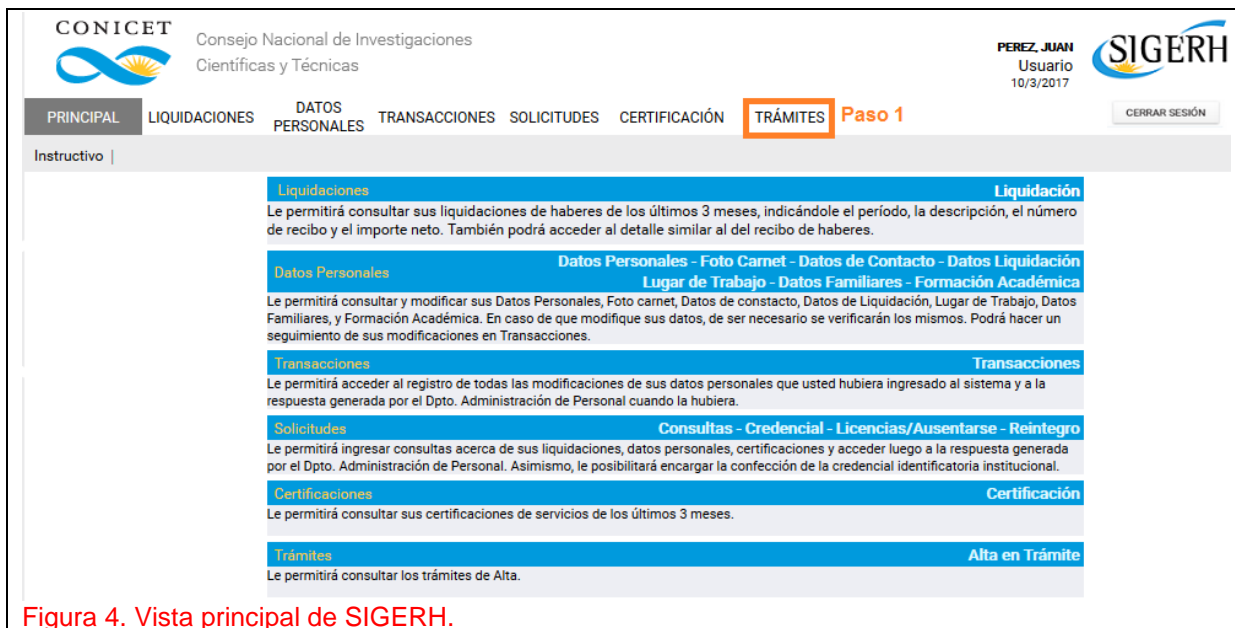 CONICET
Consejo Nacional de Investigaciones
Científicas y Técnicas
PEREZ, JUAN
Usuario
10/3/2017
SIGERH
PRINCIPAL LIQUIDACIONES DATOS PERSONALES TRANSACCIONES SOLICITUDES CERTIFICACIÓN TRÁMITES Paso 1 CERRAR SESIÓN
Instructivo |
Liquidaciones Liquidación
Le permitirá consultar sus liquidaciones de haberes de los últimos 3 meses, indicándole el período, la descripción, el número
de recibo y el importe neto. También podrá acceder al detalle similar al del recibo de haberes.
Datos Personales Datos Personales - Foto Carnet - Datos de Contacto - Datos Liquidación
Lugar de Trabajo - Datos Familiares - Formación Académica
Le permitirá consultar y modificar sus Datos Personales, Foto carnet, Datos de constacto, Datos de Liquidación, Lugar de Trabajo, Datos
Familiares, y Formación Académica. En caso de que modifique sus datos, de ser necesario se verificarán los mismos. Podrá hacer un
seguimiento de sus modificaciones en Transacciones.
Transacciones Transacciones
Le permitirá acceder al registro de todas las modificaciones de sus datos personales que usted hubiera ingresado al sistema y a la
respuesta generada por el Dpto. Administración de Personal cuando la hubiera.
Solicitudes Consultas - Credencial - Licencias/Ausentarse - Reintegro
Le permitirá ingresar consultas acerca de sus liquidaciones, datos personales, certificaciones y acceder luego a la respuesta generada
por el Dpto. Administración de Personal. Asimismo, le posibilitará encargar la confección de la credencial identificatoria institucional.
Certificaciones Certificación
Le permitirá consultar sus certificaciones de servicios de los últimos 3 meses.
Trámites Alta en Trámite
Le permitirá consultar los trámites de Alta.
Figura 4. Vista principal de SIGERH.